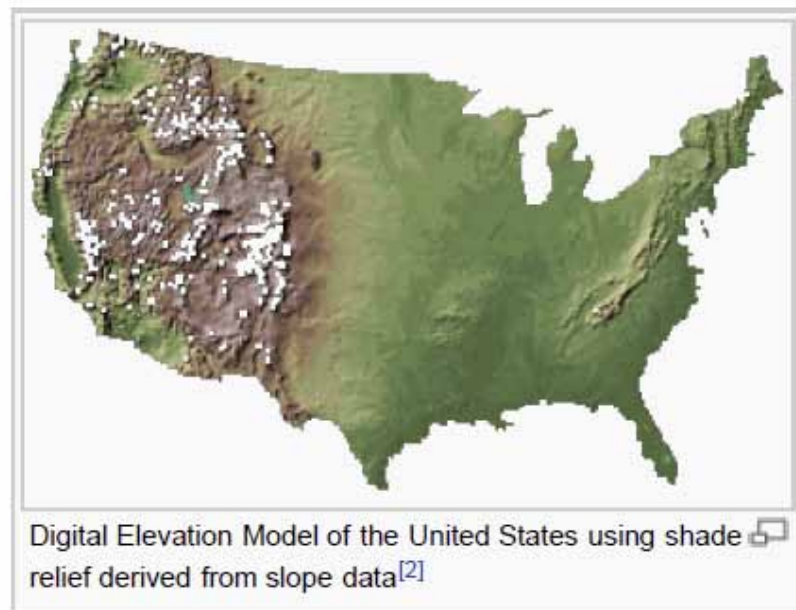 Digital Elevation Model of the United States using shade
relief derived from slope data[2]